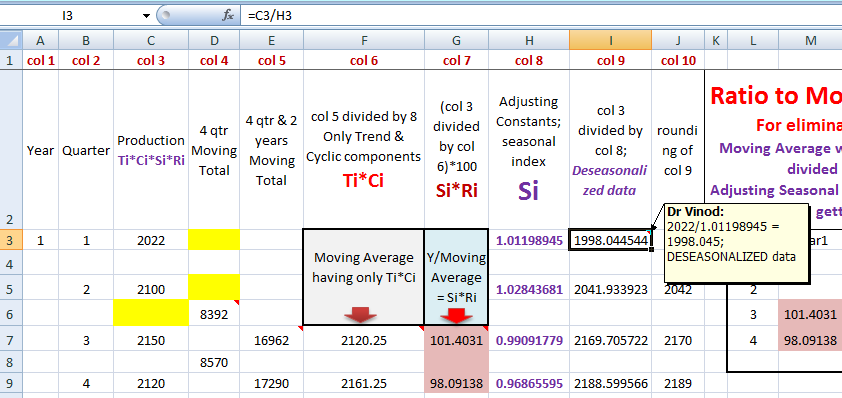 I3 fx =C3/H3
A B C D E F G H I J K L M
1 col 1 col 2 col 3 col 4 col 5 col 6 col 7 col 8 col 9 col 10
2 Year Quarter
Production
Ti*Ci*Si*Ri
4 qtr
Moving
Total
4 qtr & 2
years
Moving
Total
col 5 divided by 8
Only Trend &
Cyclic components
Ti*Ci
(col 3
divided
by col
6)*100
Si*Ri
Adjusting
Constants;
seasonal
index
Si
col 3
divided by
col 8;
Deseasonali
zed data
roundi
ng of
col 9
Ratio to Mo
For elimina
Moving Average w
divided
Adjusting Seasonal
gett
Dr Vinod:
2022/1.01198945 =
1998.045;
DESEASONALIZED data
3 1 1 2022 1.01198945 1998.044544 ar1
Moving Average
having only Ti*Ci
Y/Moving
Average
= Si*Ri
4
5 2 2100 1.02843681 2041.933923 2042 2
6 8392 3 101.4031
7 3 2150 16962 2120.25 101.4031 0.99091779 2169.705722 2170 4 98.09138
8 8570
9 4 2120 17290 2161.25 98.09138 0.96865595 2188.599566 2189